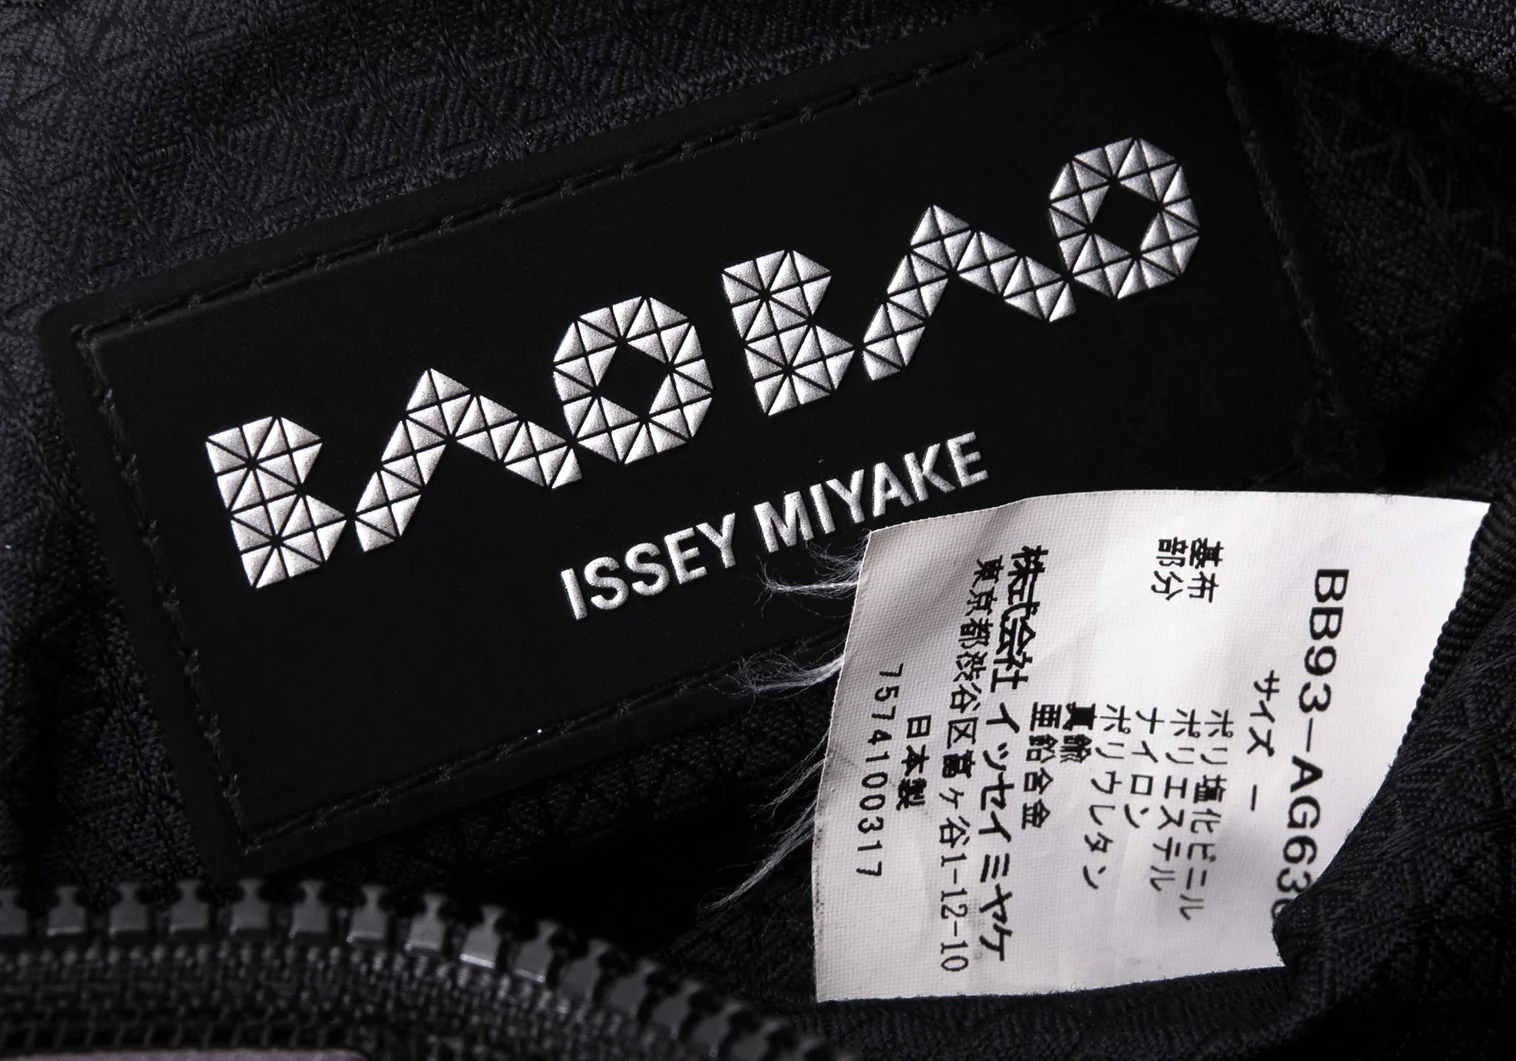 BAO BAO
ISSEY MIYAKE
BB93-AG63
サイズ -
基布
部分
ポリ塩化ビニル
ポリエステル
ナイロン
ポリウレタン
真鍮
亜鉛合金
株式会社 イッセイミヤケ
東京都渋谷区富ヶ谷1-12-10
日本製
7574100317